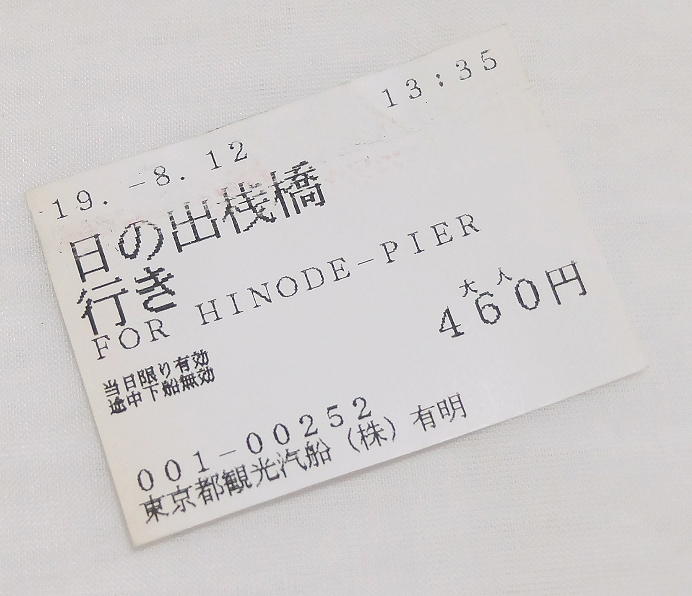 19.-8.12 13:35
日の出桟橋
行き
FOR HINODE-PIER
大人
460円
当日限り有効
途中下船無効
001-00252
東京都観光汽船(株)有明